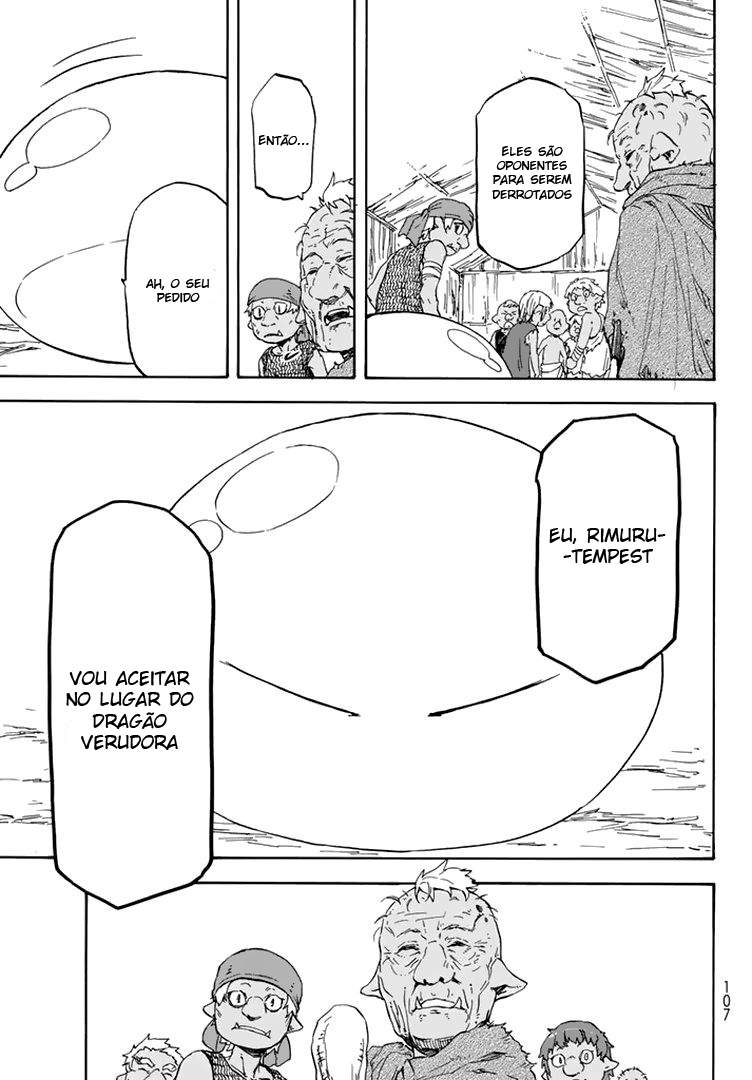 ELES SÃO
OPONENTES
PARA SEREM
DERROTADOS
ENTÃO...
AH, O SEU
PEDIDO
EU, RIMURU-
-TEMPEST
VOU ACEITAR
NO LUGAR DO
DRAGÃO
VERUDORA
107